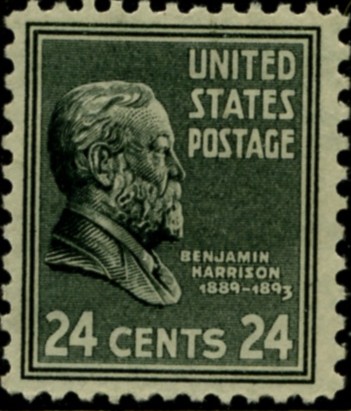 UNITED
STATES
POSTAGE
BENJAMIN
HARRISON
1889-1893
24 CENTS 24